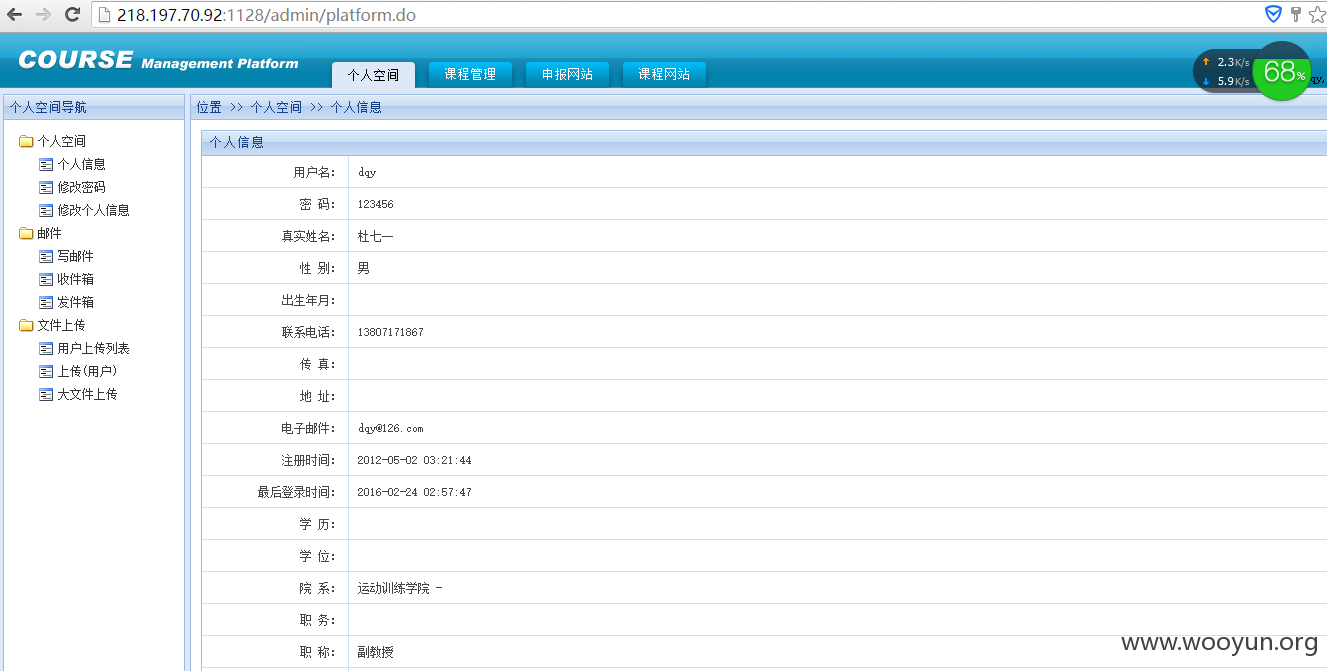 218.197.70.92:1128/admin/platform.do
COURSE Management Platform
个人空间 课程管理 申报网站 课程网站
2.3K/s
5.9K/s
68%
个人空间导航
个人空间
个人信息
修改密码
修改个人信息
邮件
写邮件
收件箱
发件箱
文件上传
用户上传列表
上传(用户)
大文件上传
位置 >> 个人空间 >> 个人信息
个人信息
用户名: dqy
密 码: 123456
真实姓名: 杜七一
性 别: 男
出生年月:
联系电话: 13807171867
传 真:
地 址:
电子邮件: dqy@126.com
注册时间: 2012-05-02 03:21:44
最后登录时间: 2016-02-24 02:57:47
学 历:
学 位:
院 系: 运动训练学院 -
职 务:
职 称: 副教授
www.wooyun.org